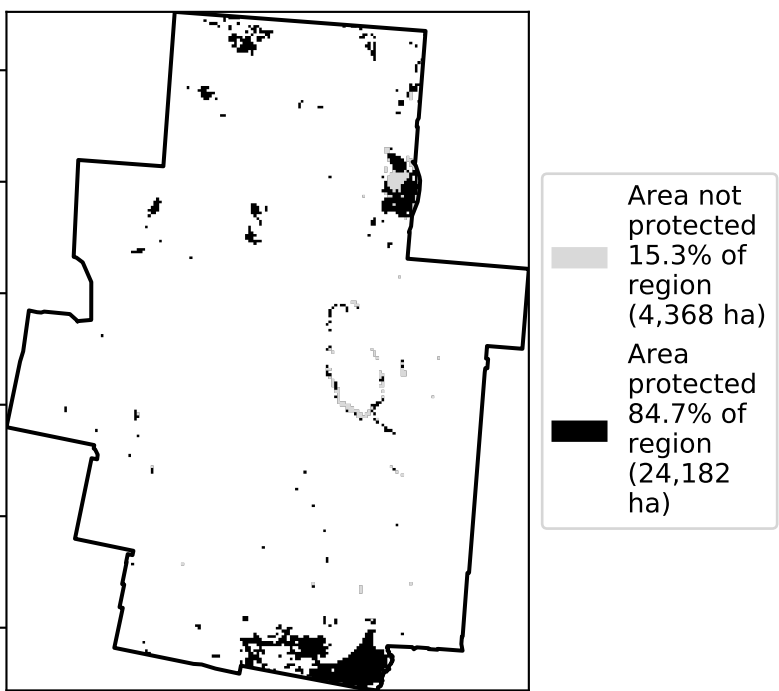 Area not
protected
15.3% of
region
(4,368 ha)
Area
protected
84.7% of
region
(24,182
ha)